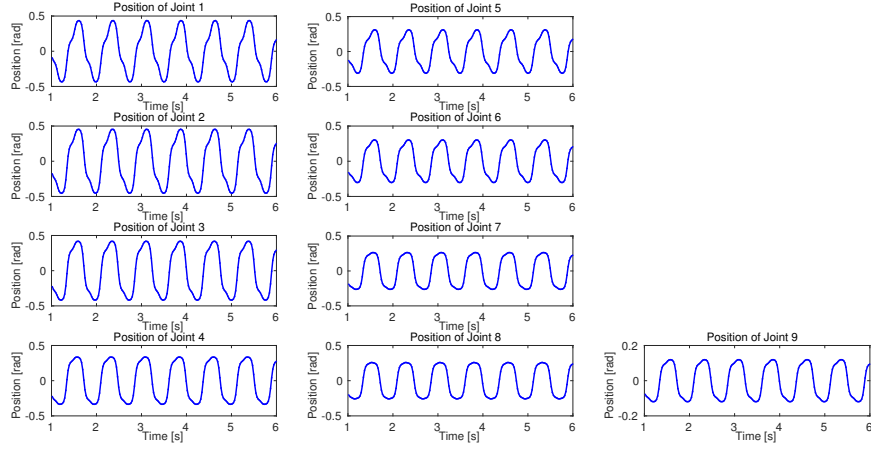 Position of Joint 1
Position [rad]
0.5
0
-0.5
1 2 3 4 5 6
Time [s]
Position of Joint 5
Position [rad]
0.5
0
-0.5
1 2 3 4 5 6
Time [s]
Position of Joint 2
Position [rad]
0.5
0
-0.5
1 2 3 4 5 6
Time [s]
Position of Joint 6
Position [rad]
0.5
0
-0.5
1 2 3 4 5 6
Time [s]
Position of Joint 3
Position [rad]
0.5
0
-0.5
1 2 3 4 5 6
Time [s]
Position of Joint 7
Position [rad]
0.5
0
-0.5
1 2 3 4 5 6
Time [s]
Position of Joint 4
Position [rad]
0.5
0
-0.5
1 2 3 4 5 6
Time [s]
Position of Joint 8
Position [rad]
0.5
0
-0.5
1 2 3 4 5 6
Time [s]
Position of Joint 9
Position [rad]
0.2
0
-0.2
1 2 3 4 5 6
Time [s]